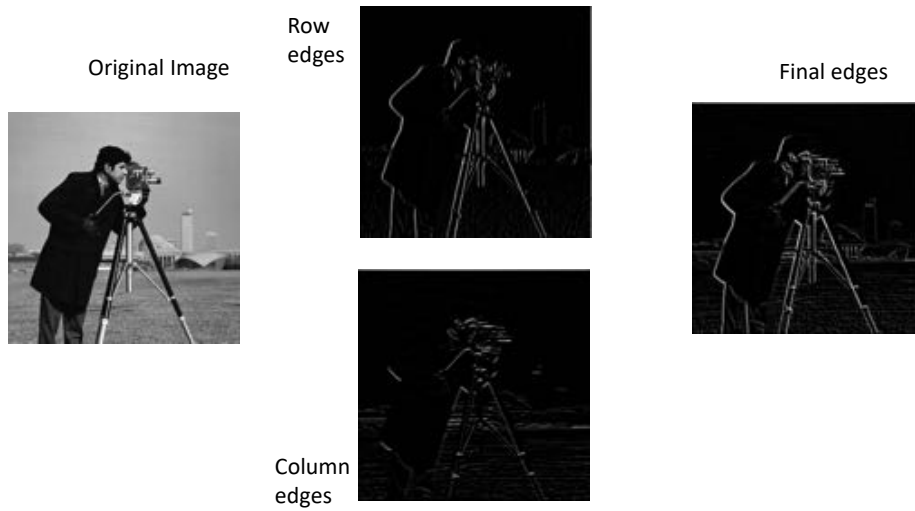 Row
edges
Original Image
Final edges
Column
edges